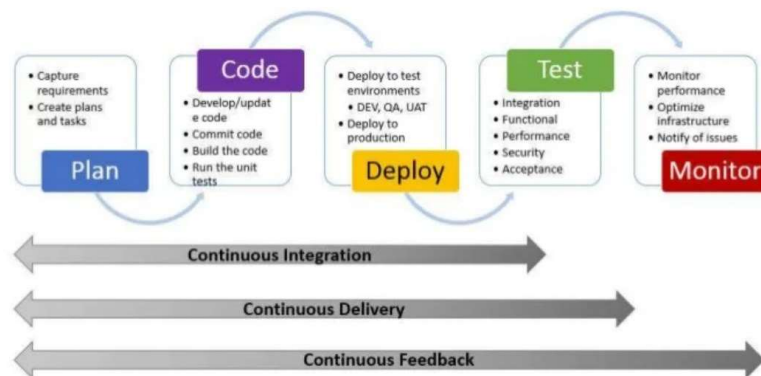 • Capture
requirements
• Create plans
and tasks
Plan
Code
• Develop/updat
e code
• Commit code
• Build the code
• Run the unit
tests
• Deploy to test
environments
• DEV, QA, UAT
• Deploy to
production
Deploy
Test
• Integration
• Functional
• Performance
• Security
• Acceptance
• Monitor
performance
• Optimize
infrastructure
• Notify of issues
Monitor
Continuous Integration
Continuous Delivery
Continuous Feedback